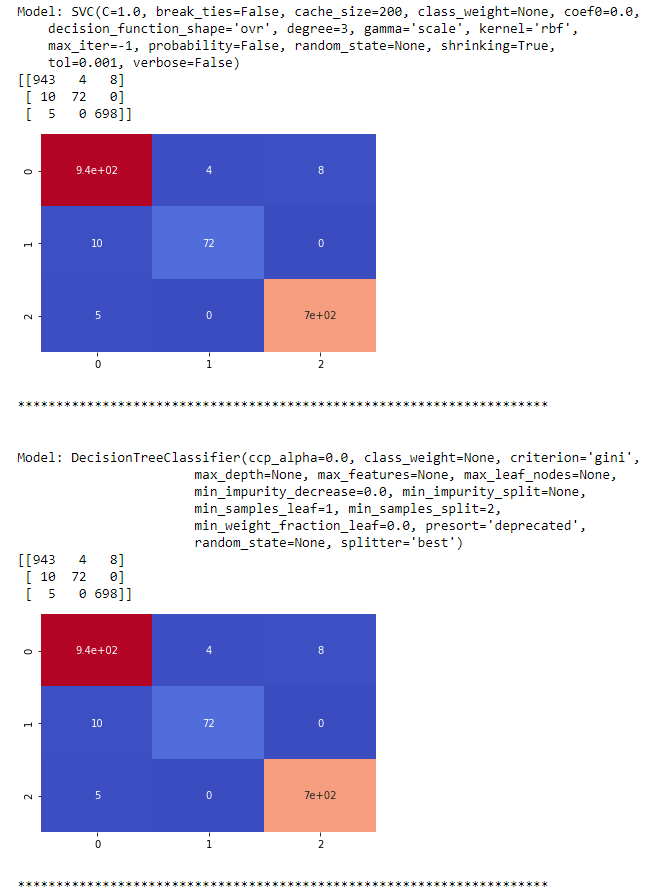 Model: SVC(C=1.0, break_ties=False, cache_size=200, class_weight=None, coef0=0.0,
decision_function_shape='ovr', degree=3, gamma='scale', kernel='rbf',
max_iter=-1, probability=False, random_state=None, shrinking=True,
tol=0.001, verbose=False)
[[943 4 8]
[ 10 72 0]
[ 5 0 698]]
0 9.4e+02 4 8
1 10 72 0
2 5 0 7e+02
0 1 2
**********************************************************************
Model: DecisionTreeClassifier(ccp_alpha=0.0, class_weight=None, criterion='gini',
max_depth=None, max_features=None, max_leaf_nodes=None,
min_impurity_decrease=0.0, min_impurity_split=None,
min_samples_leaf=1, min_samples_split=2,
min_weight_fraction_leaf=0.0, presort='deprecated',
random_state=None, splitter='best')
[[943 4 8]
[ 10 72 0]
[ 5 0 698]]
0 9.4e+02 4 8
1 10 72 0
2 5 0 7e+02
0 1 2
**********************************************************************